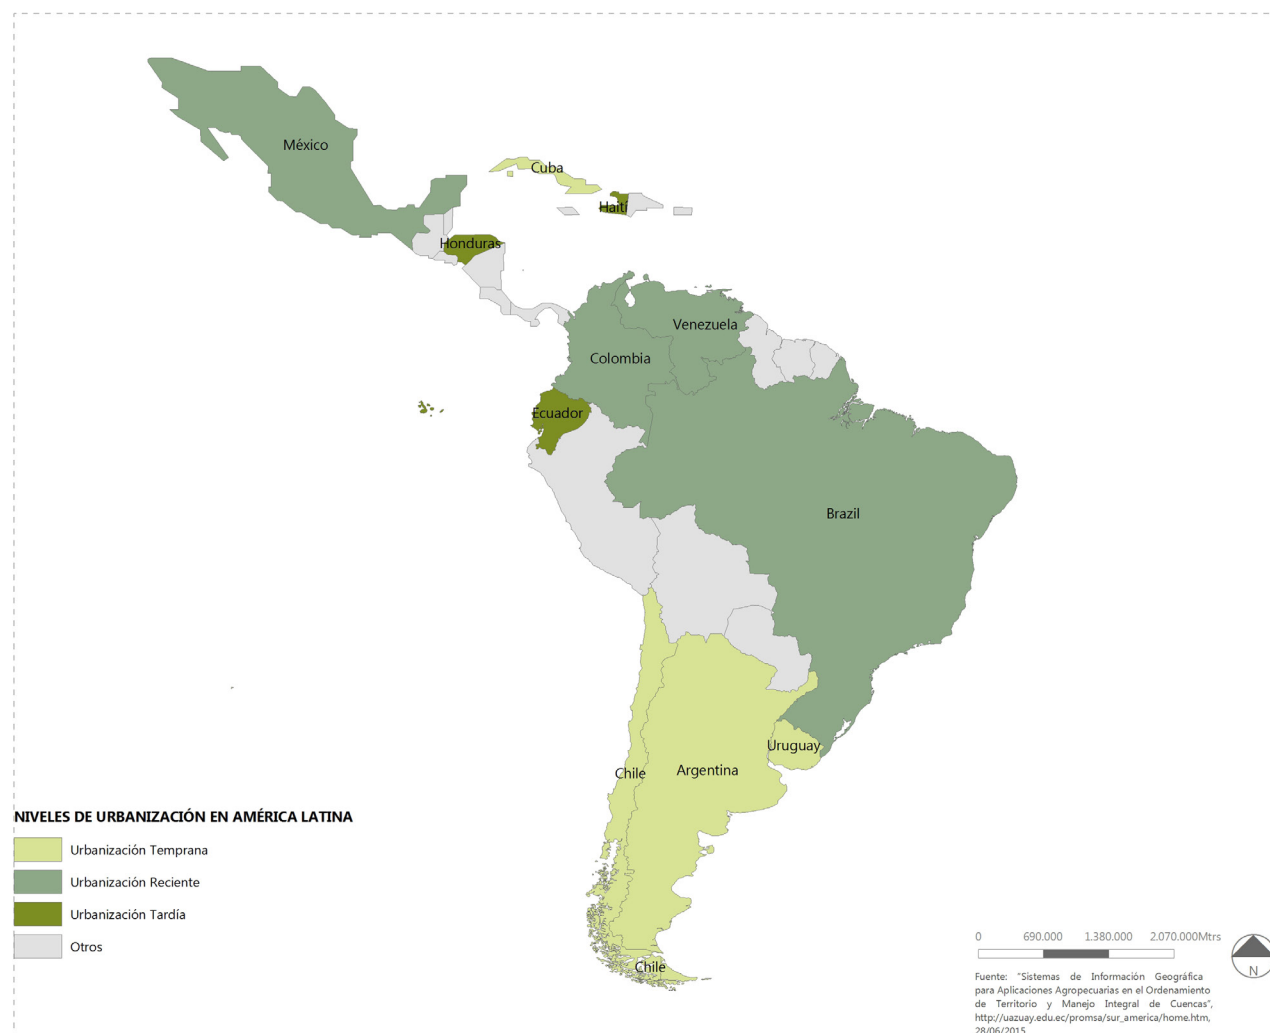 México
Cuba
Haití
Honduras
Venezuela
Colombia
Ecuador
Brazil
Uruguay
Chile
Argentina
Chile
NIVELES DE URBANIZACIÓN EN AMÉRICA LATINA
Urbanización Temprana
Urbanización Reciente
Urbanización Tardía
Otros
0 690.000 1.380.000 2.070.000Mtrs
N
Fuente: "Sistemas de Información Geográfica
para Aplicaciones Agropecuarias en el Ordenamiento
de Territorio y Manejo Integral de Cuencas",
http://uazuay.edu.ec/promsa/sur_america/home.htm,
28/06/2015